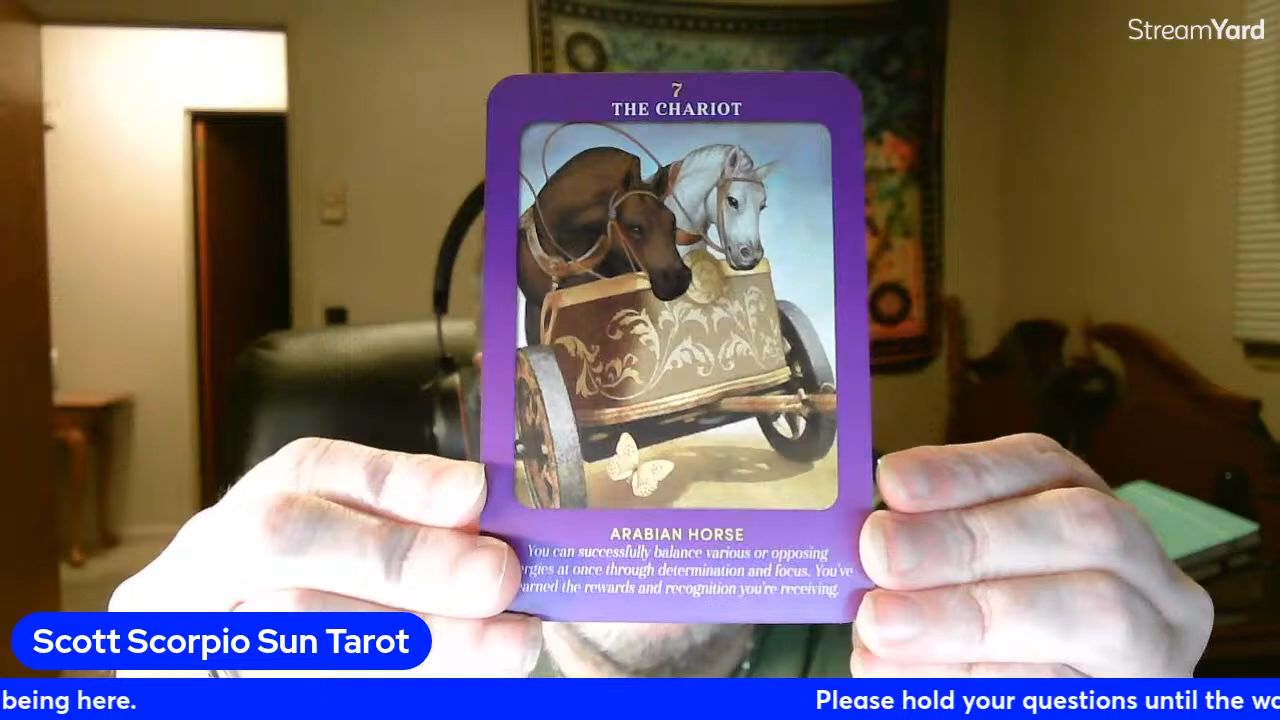 StreamYard
7
THE CHARIOT
ARABIAN HORSE
You can successfully balance various or opposing
at once through determination and focus. You've
the rewards and recognition you're receiving.
Scott Scorpio Sun Tarot
being here.
Please hold your questions until the